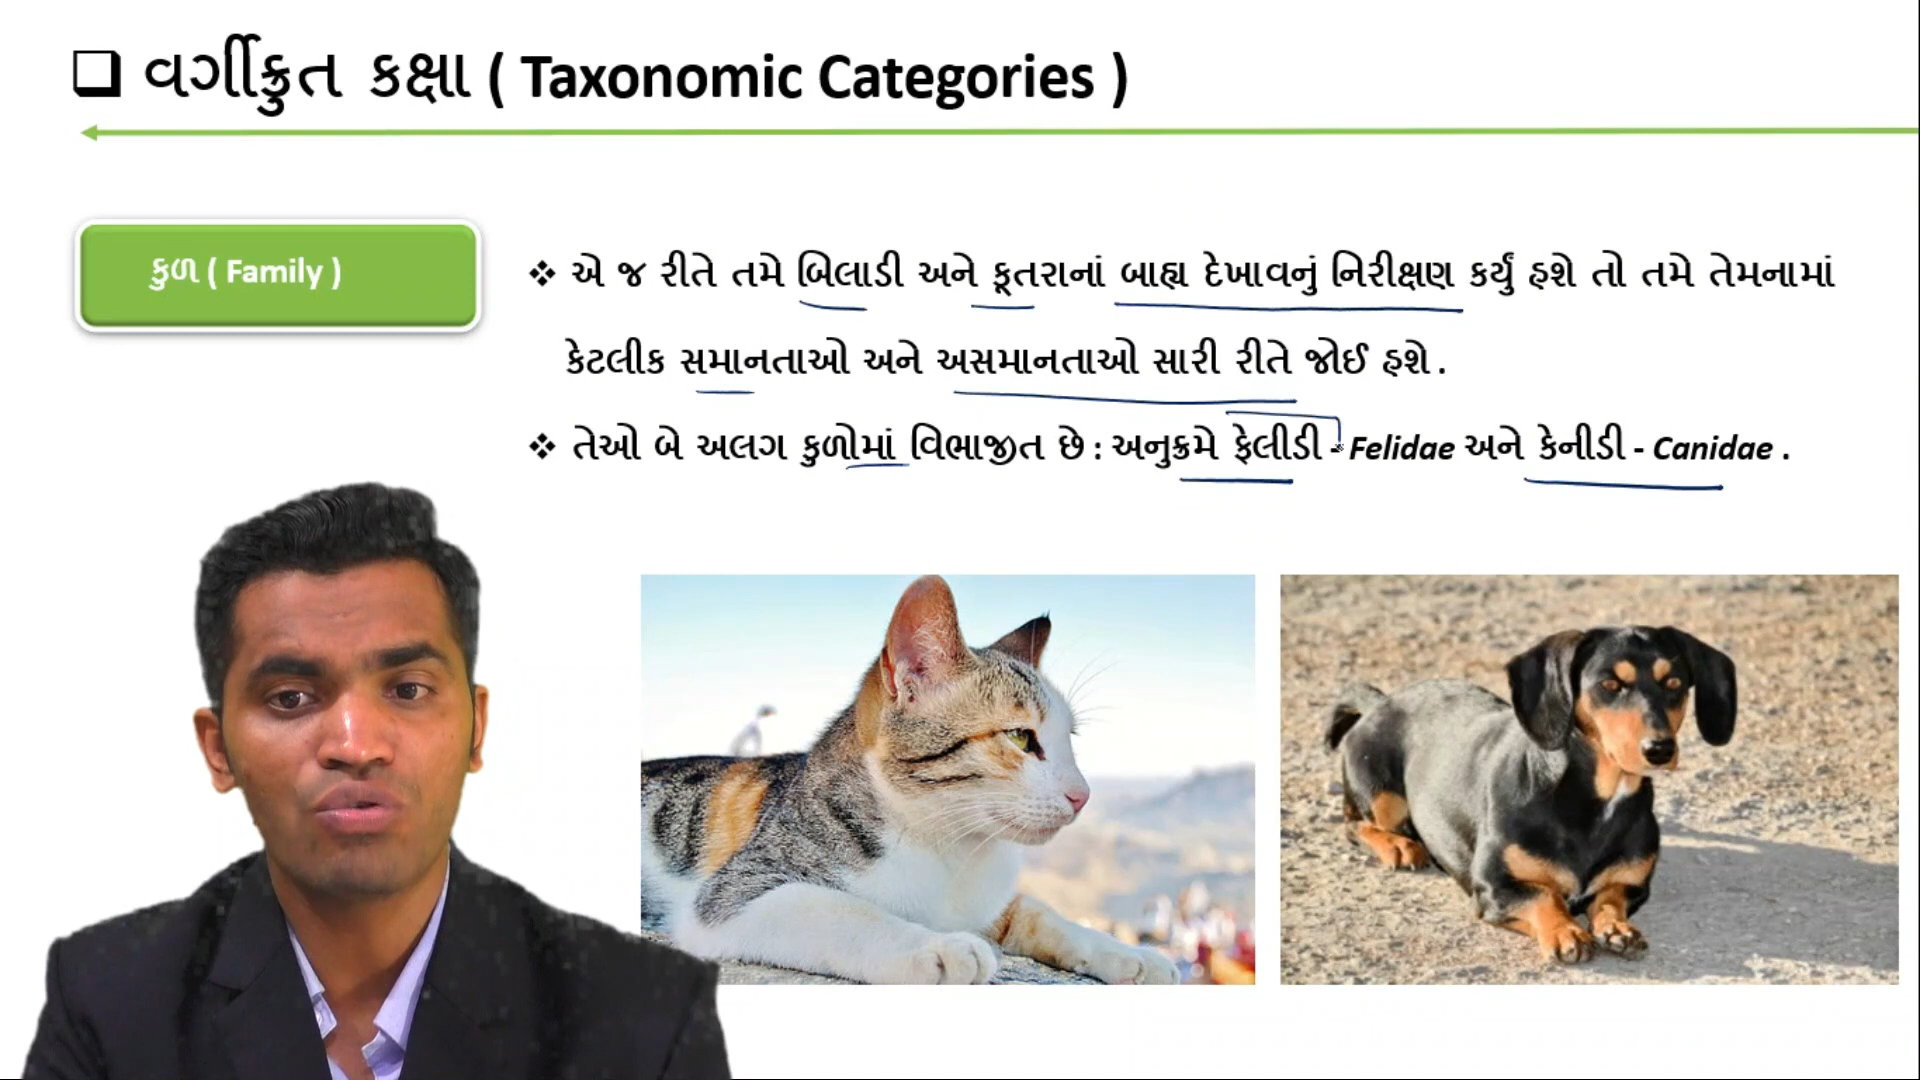 વર્ગીકૃત કક્ષા ( Taxonomic Categories )
કુળ ( Family )
❖ એ જ રીતે તમે બિલાડી અને કૂતરાનાં બાહ્ય દેખાવનું નિરીક્ષણ કર્યું હશે તો તમે તેમનામાં
કેટલીક સમાનતાઓ અને અસમાનતાઓ સારી રીતે જોઈ હશે .
❖ તેઓ બે અલગ કુળોમાં વિભાજીત છે : અનુક્રમે ફેલીડી - Felidae અને કેનીડી - Canidae .